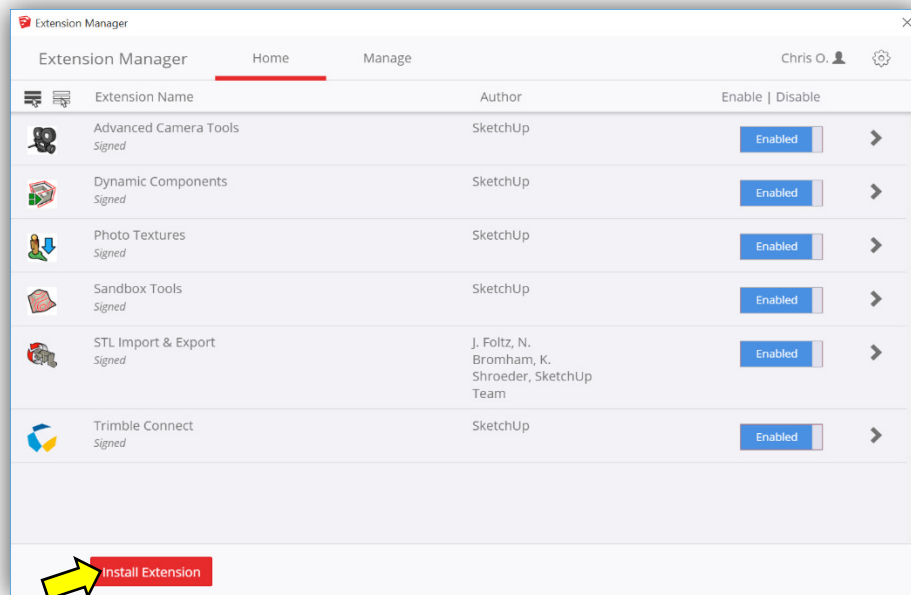 Extension Manager
Extension Manager Home Manage Chris O.
Extension Name Author Enable | Disable
Advanced Camera Tools SketchUp
Signed Enabled
Dynamic Components SketchUp
Signed Enabled
Photo Textures SketchUp
Signed Enabled
Sandbox Tools SketchUp
Signed Enabled
STL Import & Export J. Foltz, N.
Signed Bromham, K. Enabled
Shroeder, SketchUp
Team
Trimble Connect SketchUp
Signed Enabled
Install Extension